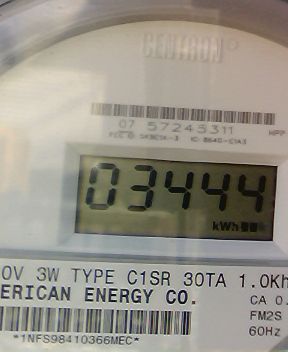 CENTRON
07 57245311
03444
kWh
0V 3W TYPE C1SR 30TA 1.0Kh
ERICAN ENERGY CO.
CA 0.
FM2S
60Hz
*1NFS98410366MEC*